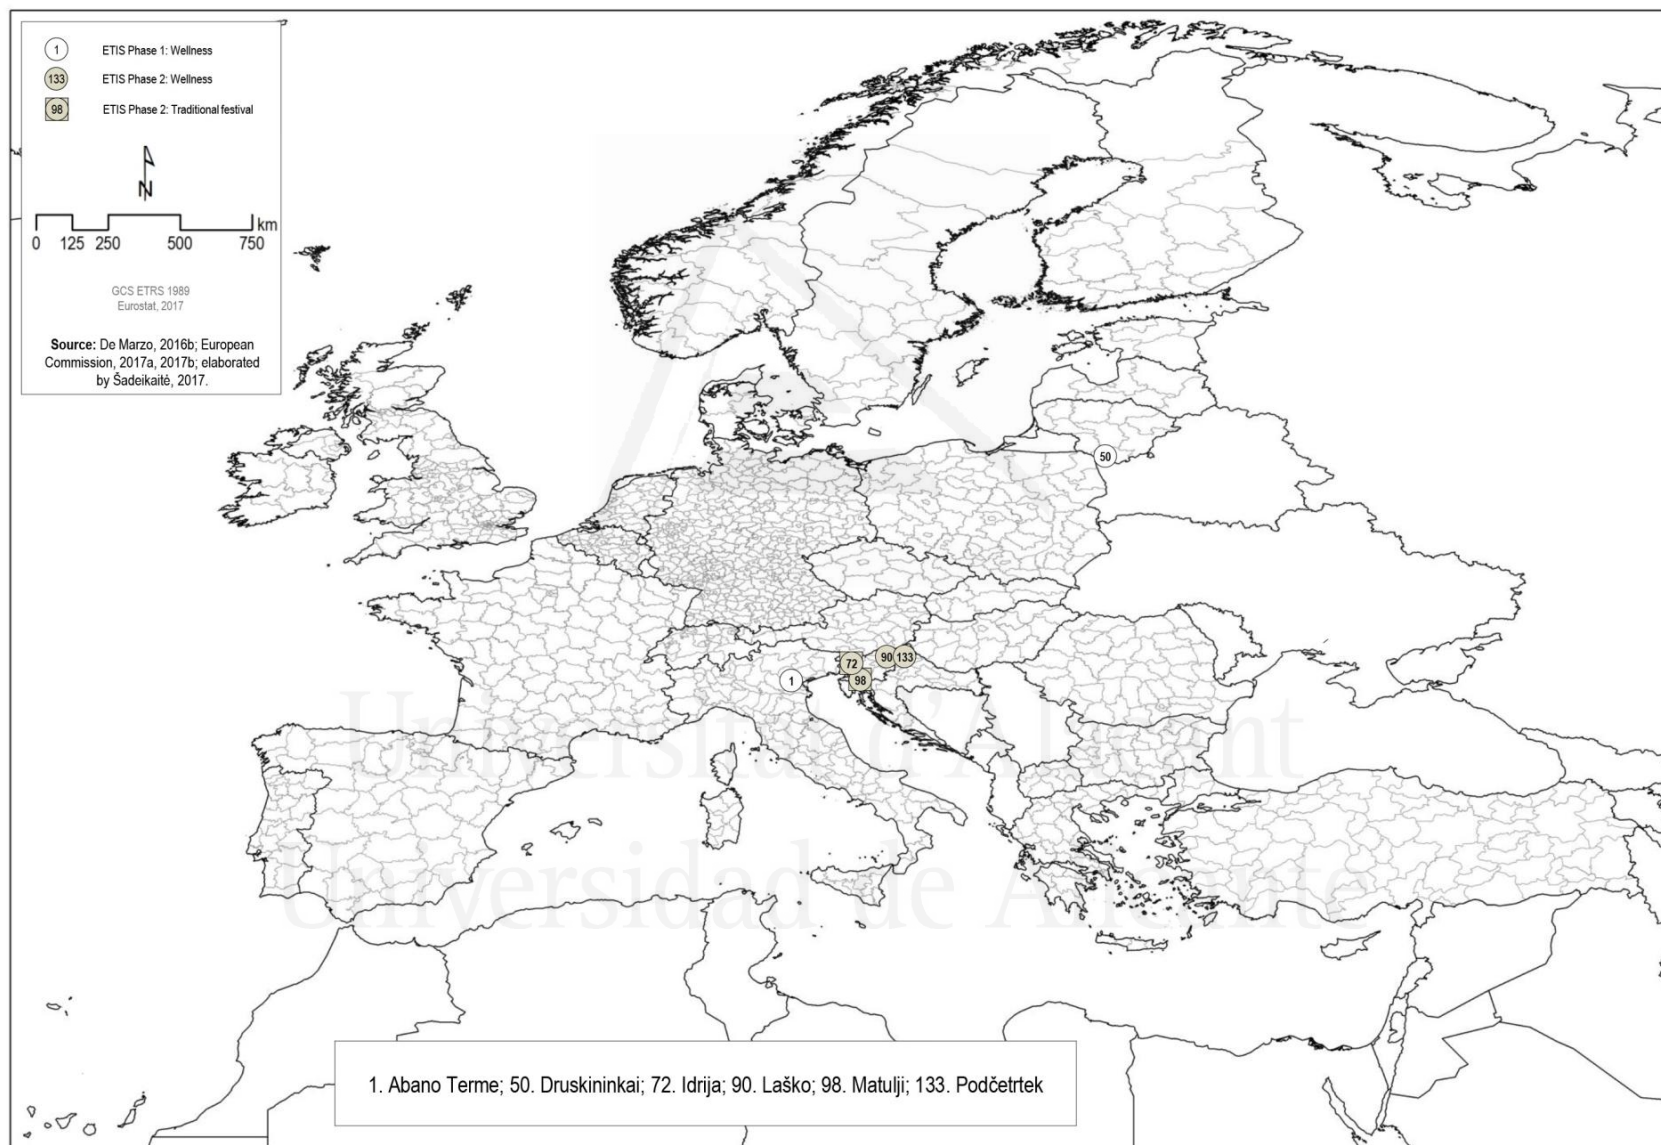 1 ETIS Phase 1: Wellness
133 ETIS Phase 2: Wellness
98 ETIS Phase 2: Traditional festival
N
km
0 125 250 500 750
GCS ETRS 1989
Eurostat, 2017
Source: De Marzo, 2016b; European
Commission, 2017a, 2017b; elaborated
by Šadeikaitė, 2017.
50
90 133
72
98
1
Universitat d'Alacant
Universidad de Alicante
1. Abano Terme; 50. Druskininkai; 72. Idrija; 90. Laško; 98. Matulji; 133. Podčetrtek